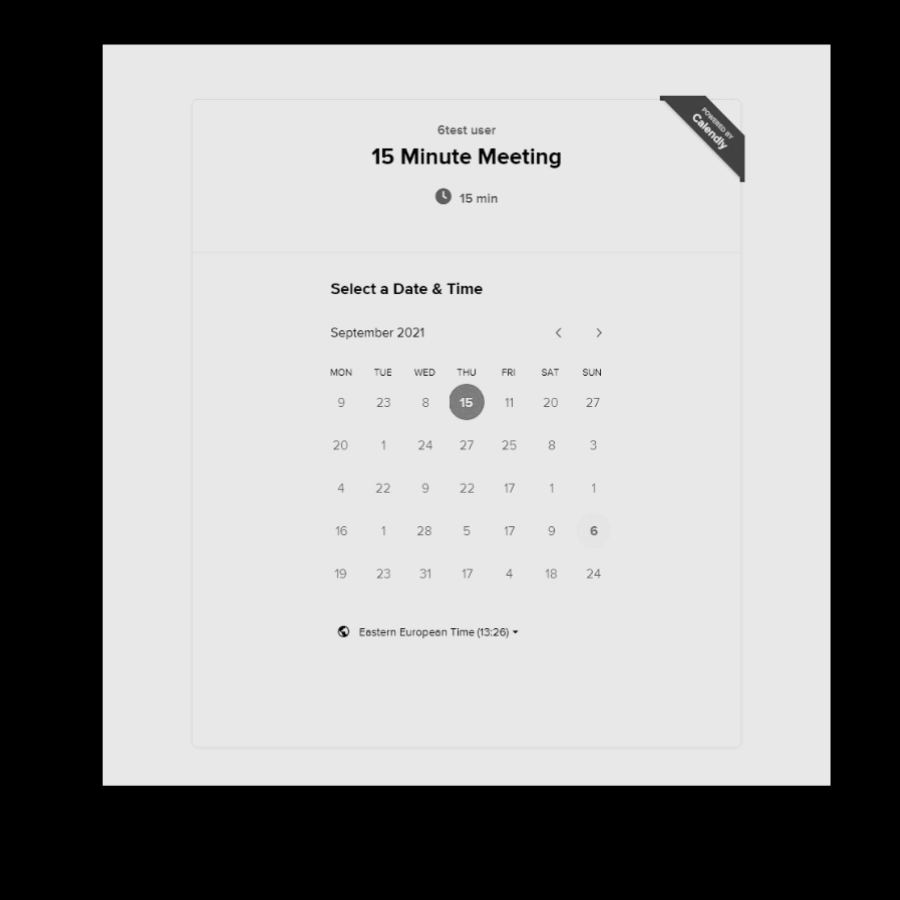 POWERED BY
Calendly
6test user
15 Minute Meeting
15 min
Select a Date & Time
September 2021
MON TUE WED THU FRI SAT SUN
9 23 8 15 11 20 27
20 1 24 27 25 8 3
4 22 9 22 17 1 1
16 1 28 5 17 9 6
19 23 31 17 4 18 24
Eastern European Time (13:26)